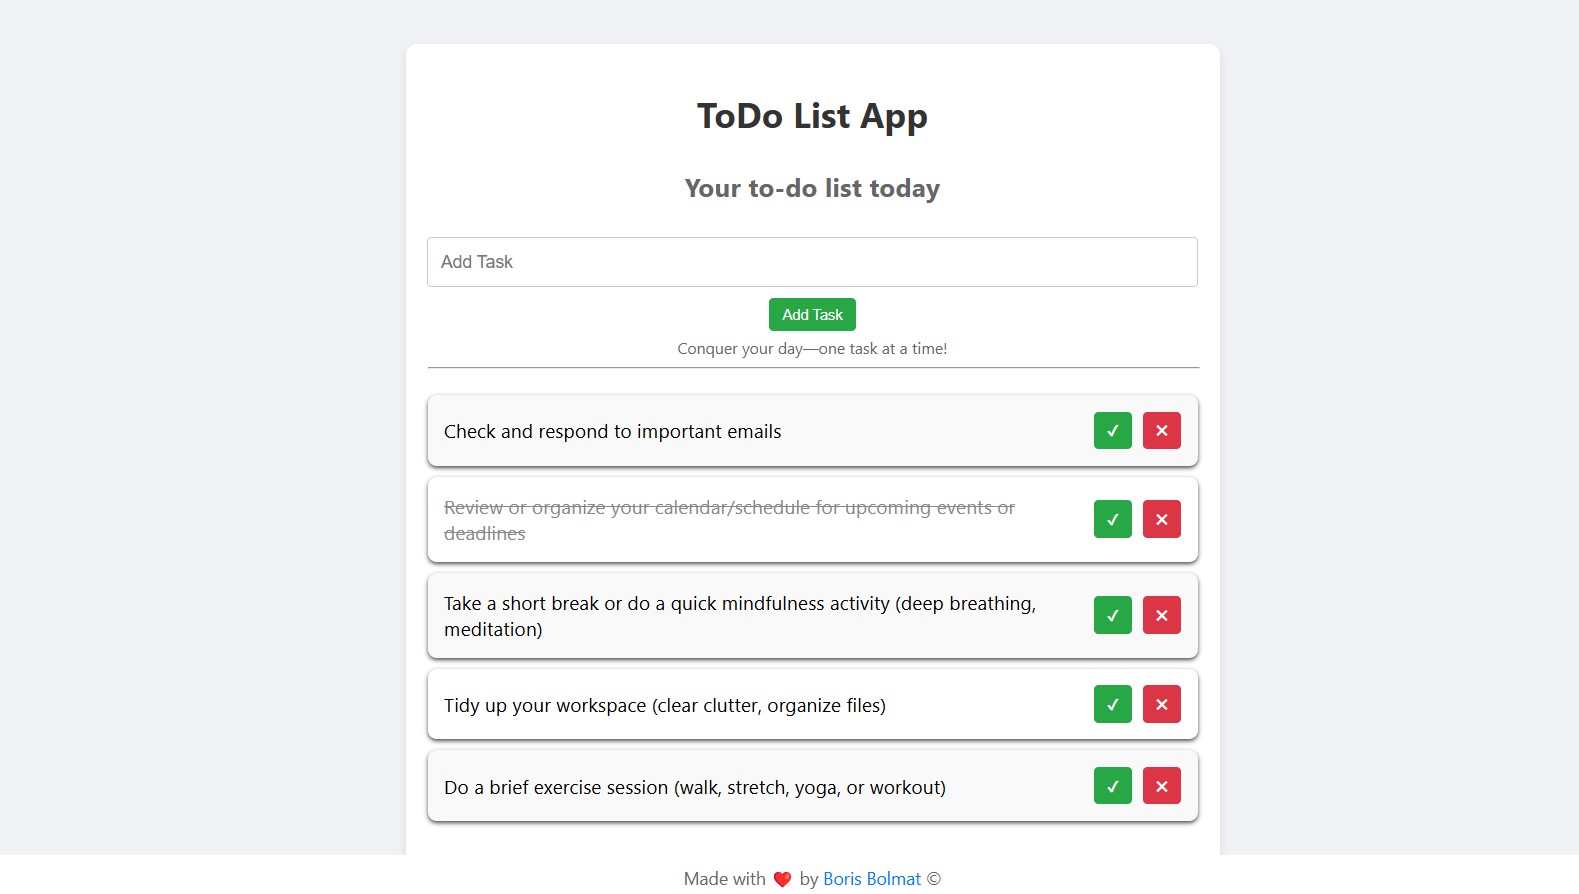 ToDo List App
Your to-do list today
Add Task
Add Task
Conquer your day—one task at a time!
Check and respond to important emails
✓ ✕
Review or organize your calendar/schedule for upcoming events or
deadlines
✓ ✕
Take a short break or do a quick mindfulness activity (deep breathing,
meditation)
✓ ✕
Tidy up your workspace (clear clutter, organize files)
✓ ✕
Do a brief exercise session (walk, stretch, yoga, or workout)
✓ ✕
Made with ❤️ by Boris Bolmat ©